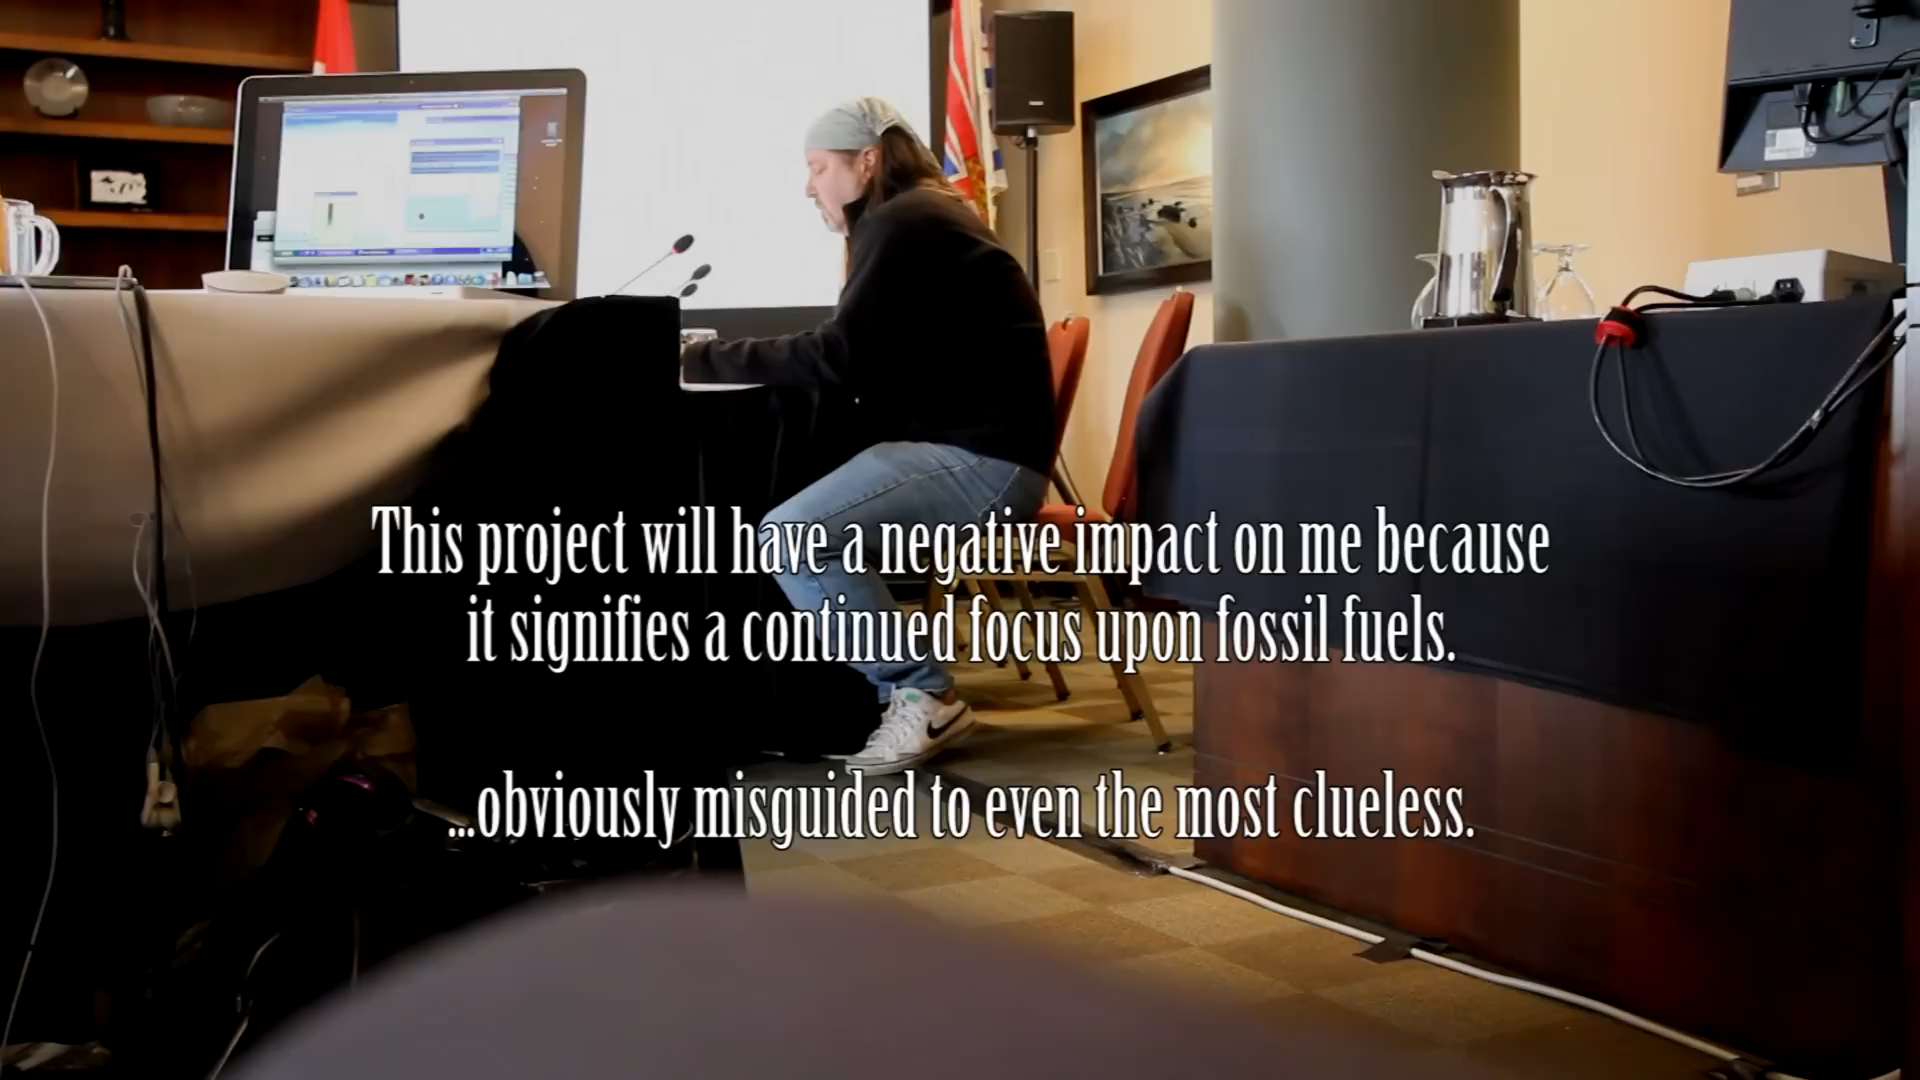 This project will have a negative impact on me because
it signifies a continued focus upon fossil fuels.
...obviously misguided to even the most clueless.